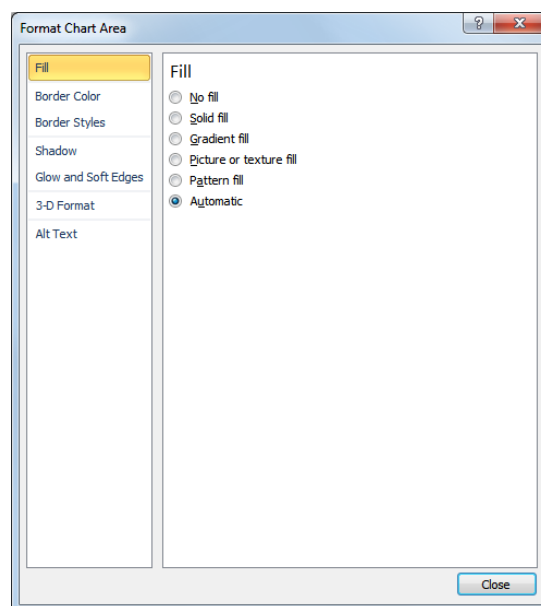 Format Chart Area
?
X
Fill
Border Color
Border Styles
Shadow
Glow and Soft Edges
3-D Format
Alt Text
Fill
No fill
Solid fill
Gradient fill
Picture or texture fill
Pattern fill
Automatic
Close